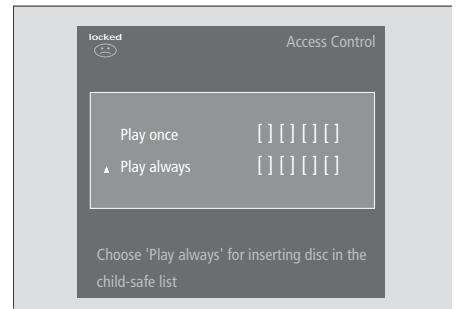 locked
Access Control
Play once [ ] [ ] [ ] [ ]
Play always [ ] [ ] [ ] [ ]
Choose 'Play always' for inserting disc in the
child-safe list